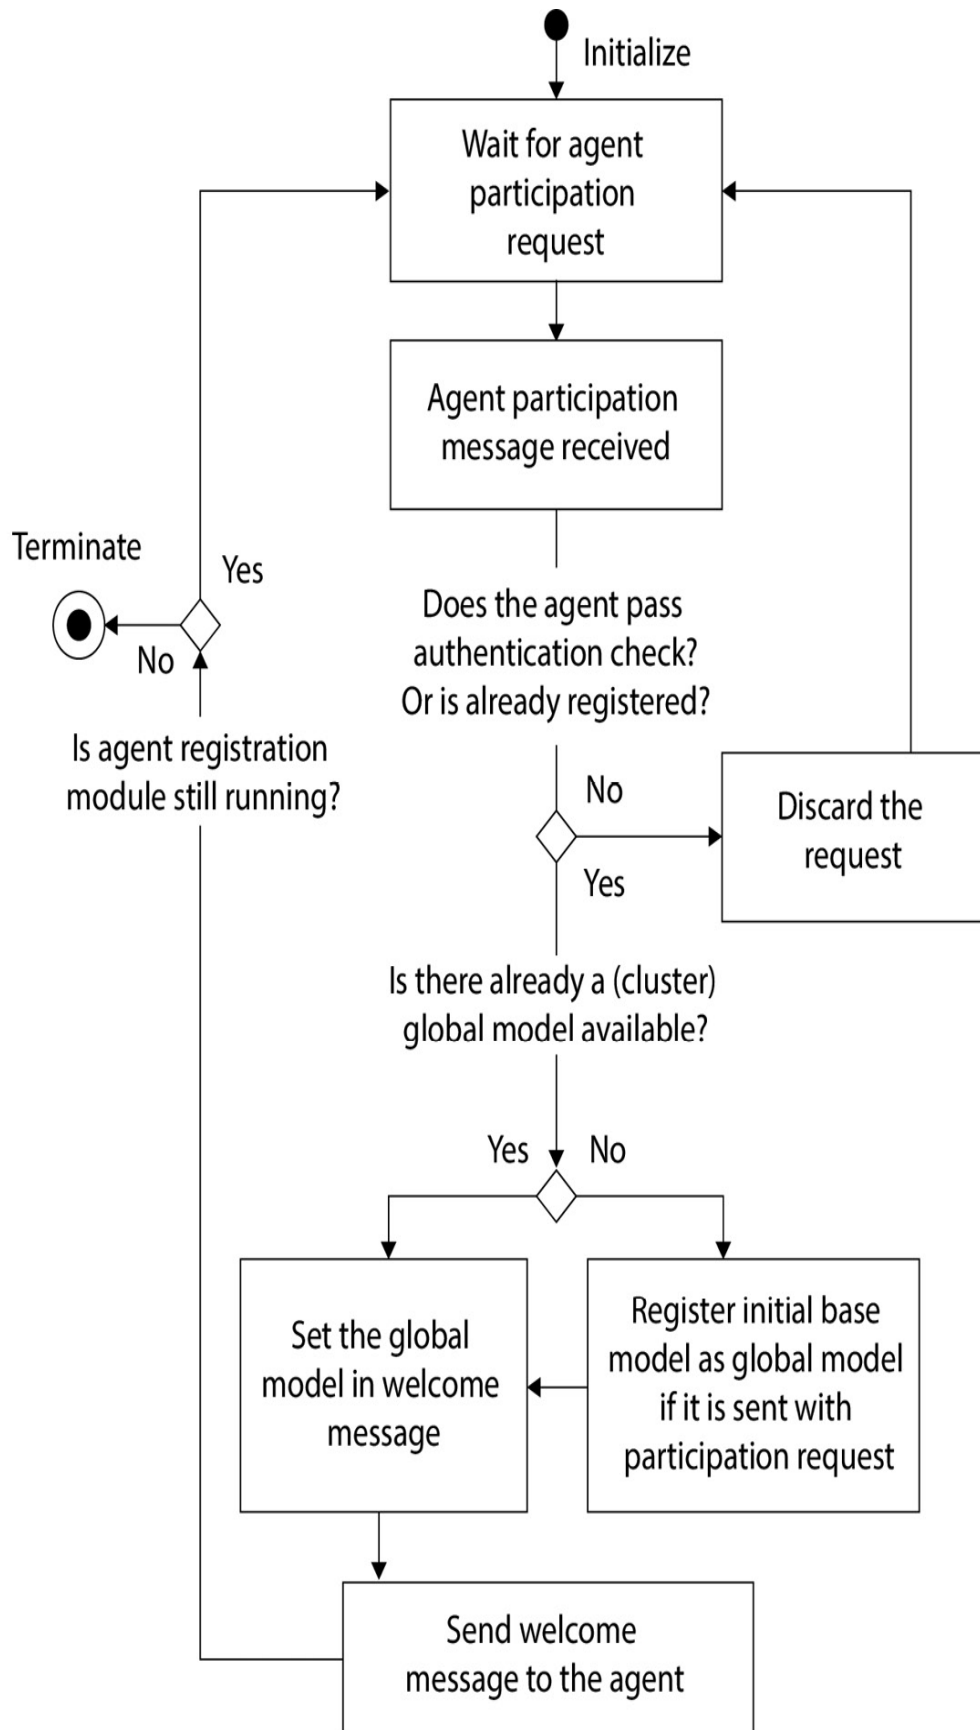 Initialize
Wait for agent
participation
request
Agent participation
message received
Terminate
Yes
No
Does the agent pass
authentication check?
Or is already registered?
Is agent registration
module still running?
No
Yes
Discard the
request
Is there already a (cluster)
global model available?
Yes
No
Set the global
model in welcome
message
Register initial base
model as global model
if it is sent with
participation request
Send welcome
message to the agent